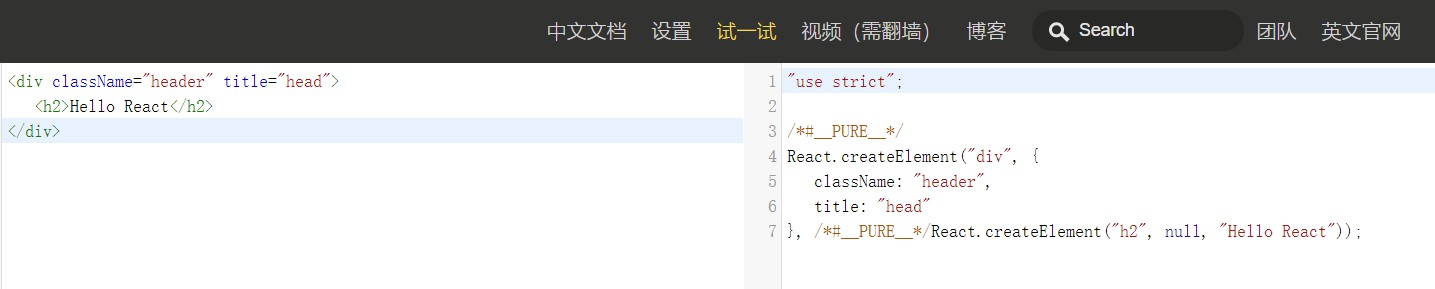 中文文档 设置 试一试 视频（需翻墙） 博客 Search 团队 英文官网
<div className="header" title="head">
   <h2>Hello React</h2>
</div>
1 "use strict";
2
3 /*#__PURE__*/
4 React.createElement("div", {
5    className: "header",
6    title: "head"
7 }, /*#__PURE__*/React.createElement("h2", null, "Hello React"));